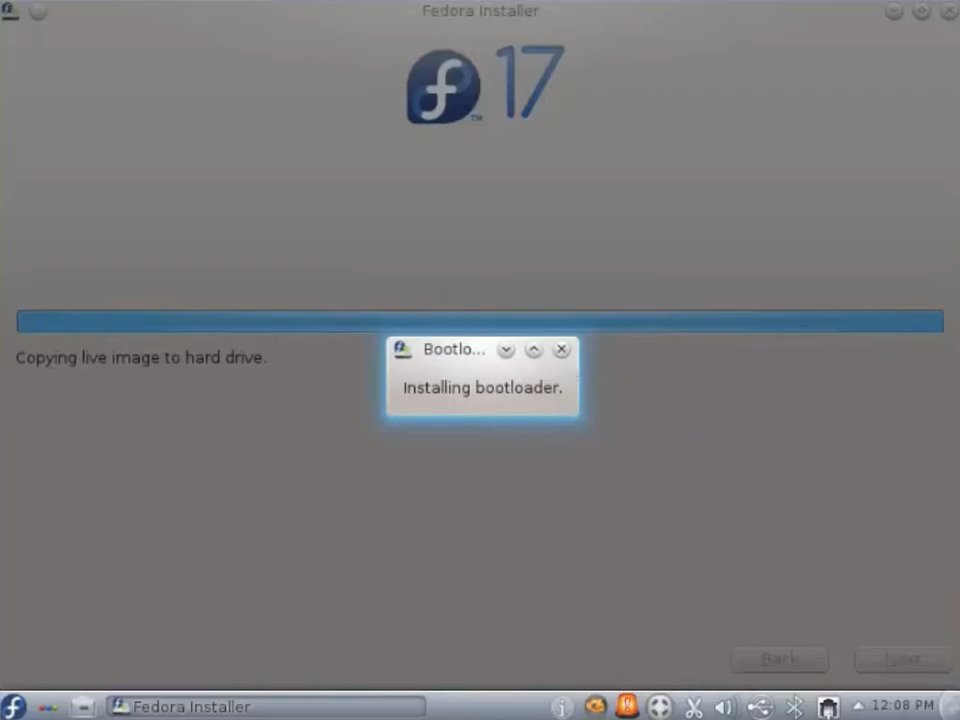 Fedora Installer
17
TM
Copying live image to hard drive.
Bootlo...
Installing bootloader.
Back
Next
Fedora Installer
12:08 PM